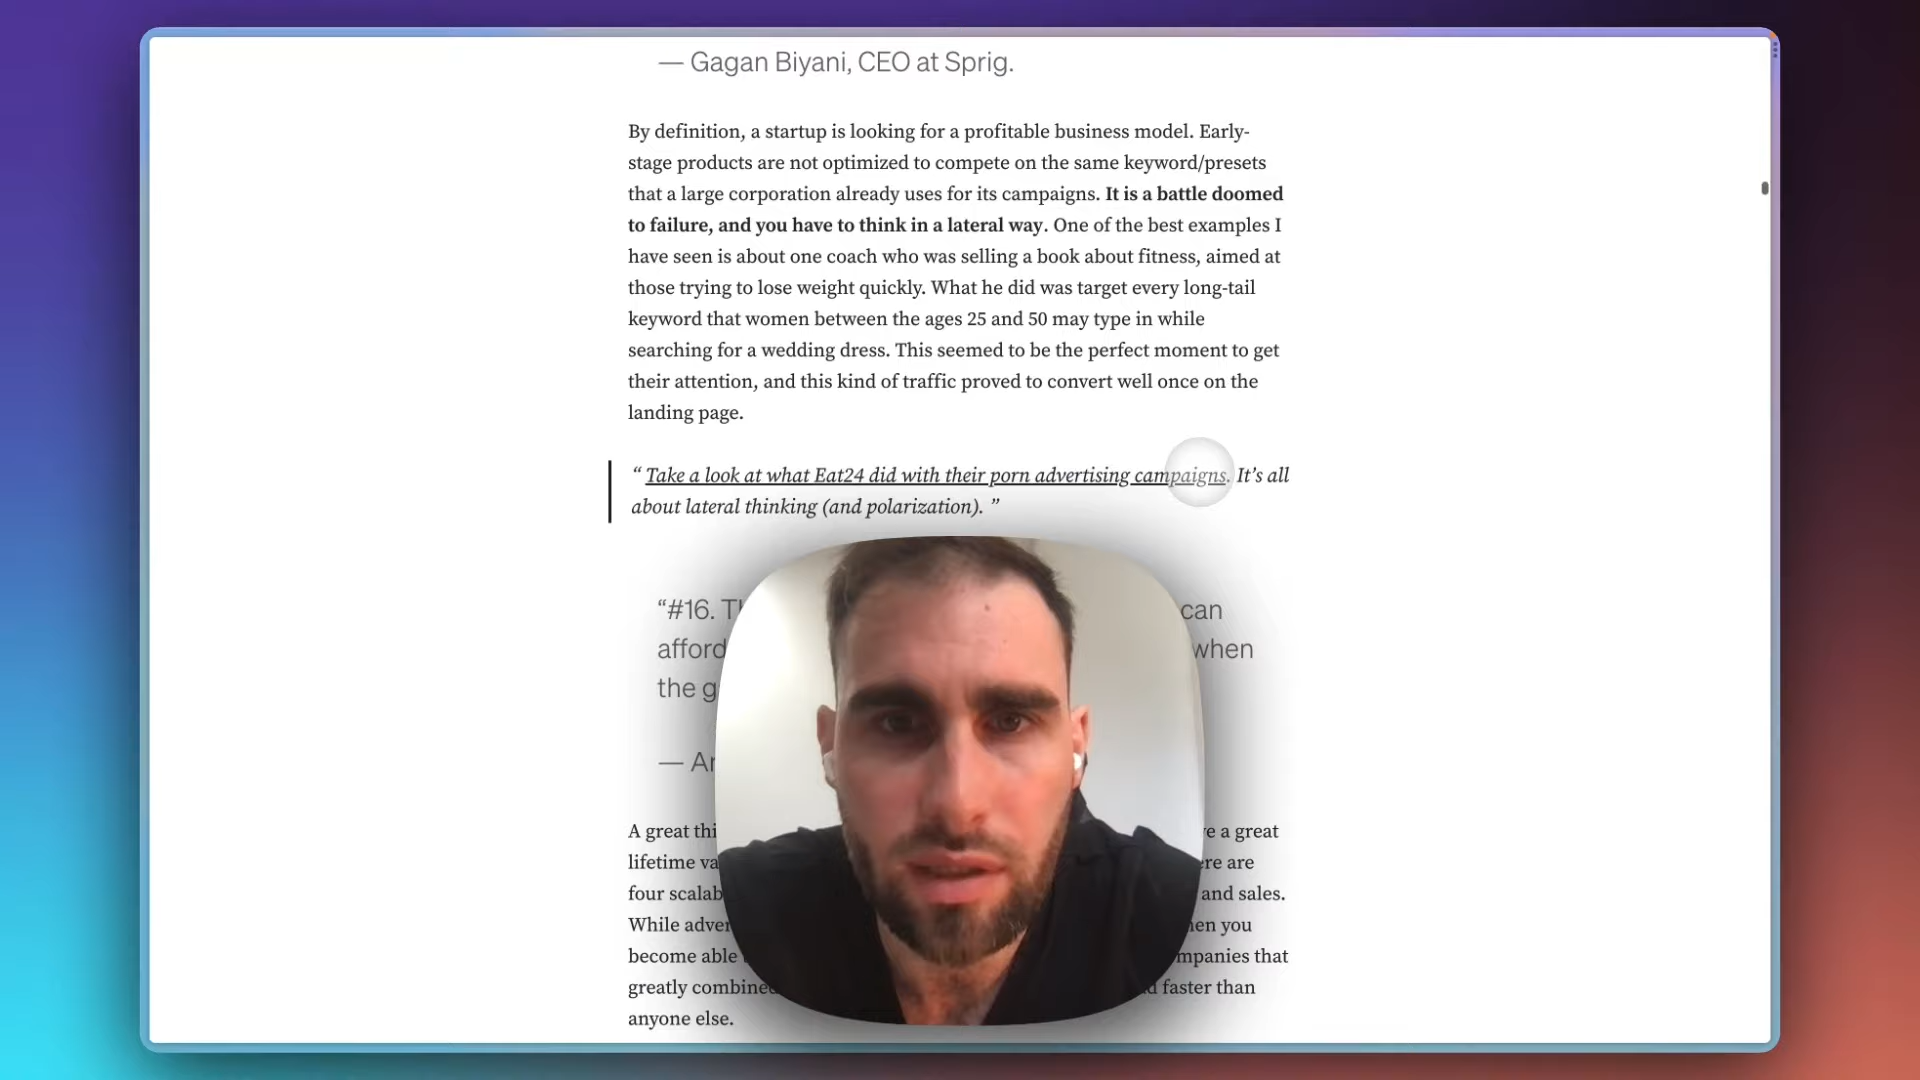 — Gagan Biyani, CEO at Sprig.
By definition, a startup is looking for a profitable business model. Early-
stage products are not optimized to compete on the same keyword/presets
that a large corporation already uses for its campaigns. It is a battle doomed
to failure, and you have to think in a lateral way. One of the best examples I
have seen is about one coach who was selling a book about fitness, aimed at
those trying to lose weight quickly. What he did was target every long-tail
keyword that women between the ages 25 and 50 may type in while
searching for a wedding dress. This seemed to be the perfect moment to get
their attention, and this kind of traffic proved to convert well once on the
landing page.
“ Take a look at what Eat24 did with their porn advertising campaigns. It’s all
about lateral thinking (and polarization). ”
“#16. can
afford when
the
—
A great a great
lifetime are
four and sales.
While you
become able that
greatly faster than
anyone else.